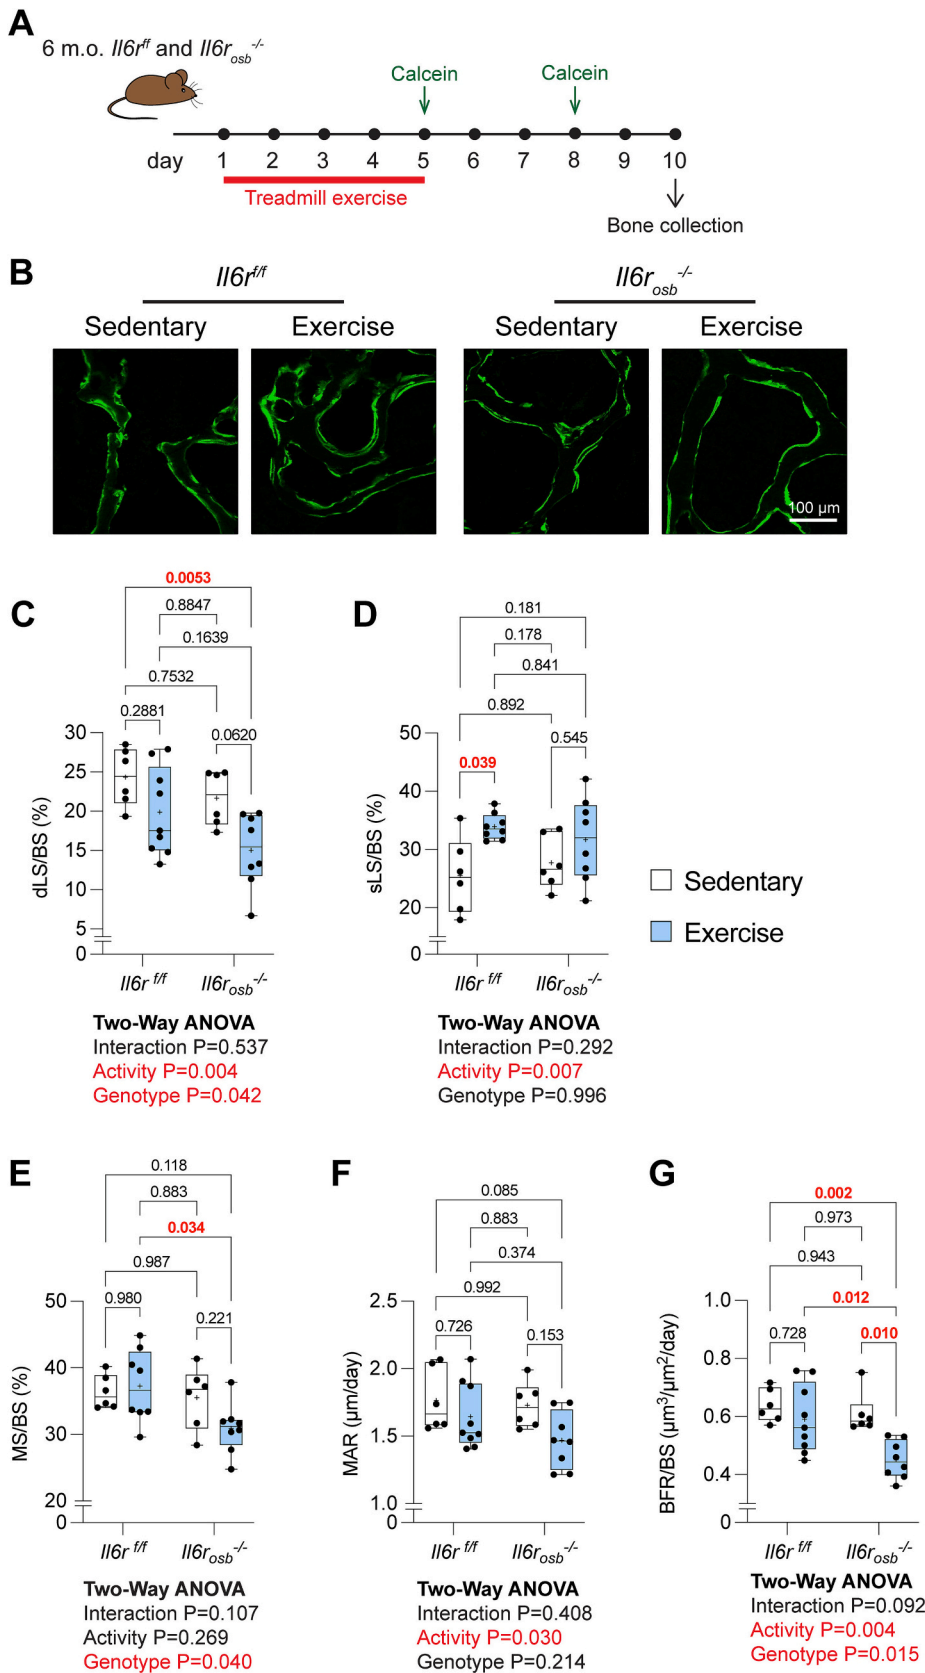 A
6 m.o. Il6r^ff and Il6r_osb^-/-
Calcein Calcein
day 1 2 3 4 5 6 7 8 9 10
Treadmill exercise
Bone collection
B
Il6r^f/f Il6r_osb^-/-
Sedentary Exercise Sedentary Exercise
100 µm
C
0.0053
0.8847
0.1639
0.7532
0.2881
0.0620
dLS/BS (%)
30
25
20
15
10
5
0
Il6r^f/f Il6r_osb^-/-
Two-Way ANOVA
Interaction P=0.537
Activity P=0.004
Genotype P=0.042
D
0.181
0.178
0.841
0.892
0.545
0.039
sLS/BS (%)
50
40
30
20
0
Il6r^f/f Il6r_osb^-/-
Two-Way ANOVA
Interaction P=0.292
Activity P=0.007
Genotype P=0.996
Sedentary
Exercise
E
0.118
0.883
0.034
0.987
0.980
0.221
MS/BS (%)
50
40
30
20
0
Il6r^f/f Il6r_osb^-/-
Two-Way ANOVA
Interaction P=0.107
Activity P=0.269
Genotype P=0.040
F
0.085
0.883
0.374
0.992
0.726
0.153
MAR (µm/day)
2.5
2.0
1.5
1.0
0
Il6r^f/f Il6r_osb^-/-
Two-Way ANOVA
Interaction P=0.408
Activity P=0.030
Genotype P=0.214
G
0.002
0.973
0.943
0.012
0.728
0.010
BFR/BS (µm³/µm²/day)
1.0
0.8
0.6
0.4
0
Il6r^f/f Il6r_osb^-/-
Two-Way ANOVA
Interaction P=0.092
Activity P=0.004
Genotype P=0.015